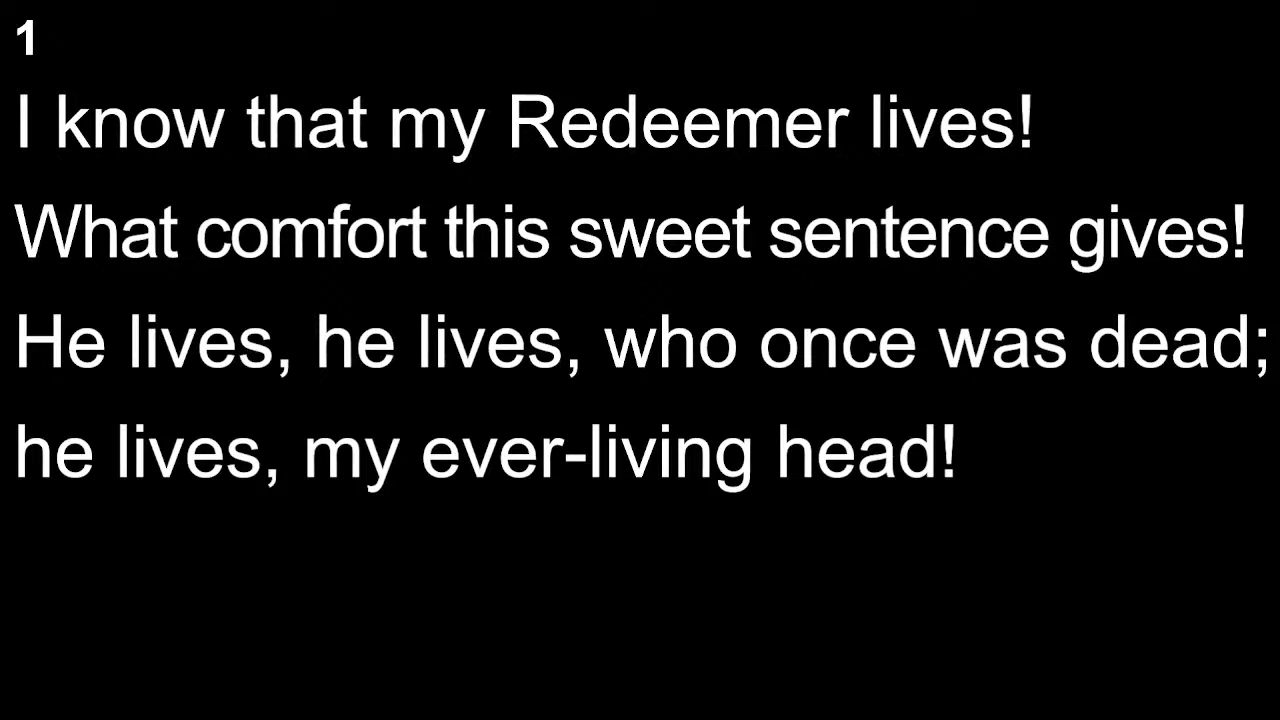 1
I know that my Redeemer lives!
What comfort this sweet sentence gives!
He lives, he lives, who once was dead;
he lives, my ever-living head!